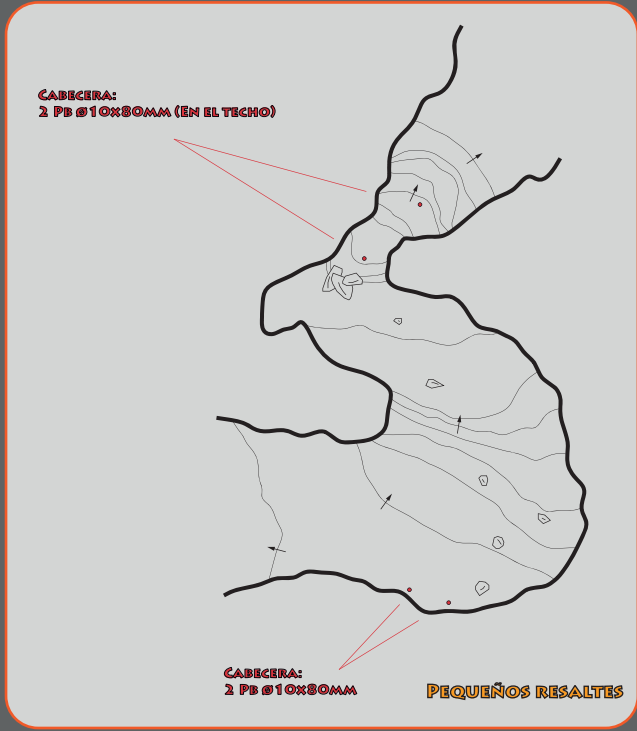 Cabecera:
2 Pb ø10x80mm (En el techo)
Cabecera:
2 Pb ø10x80mm
Pequeños resaltes